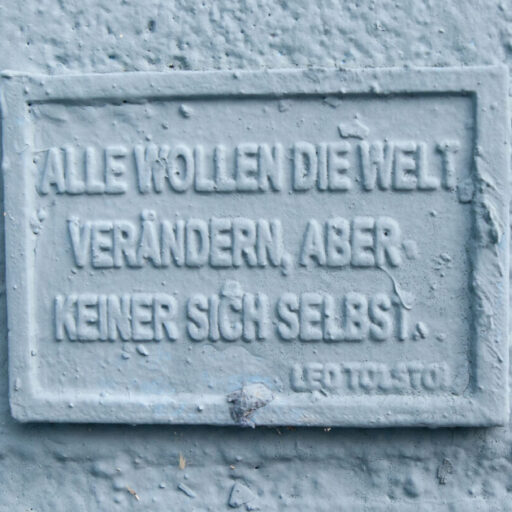 ALLE WOLLEN DIE WELT
VERÄNDERN, ABER
KEINER SICH SELBST.
LEO TOLSTOI